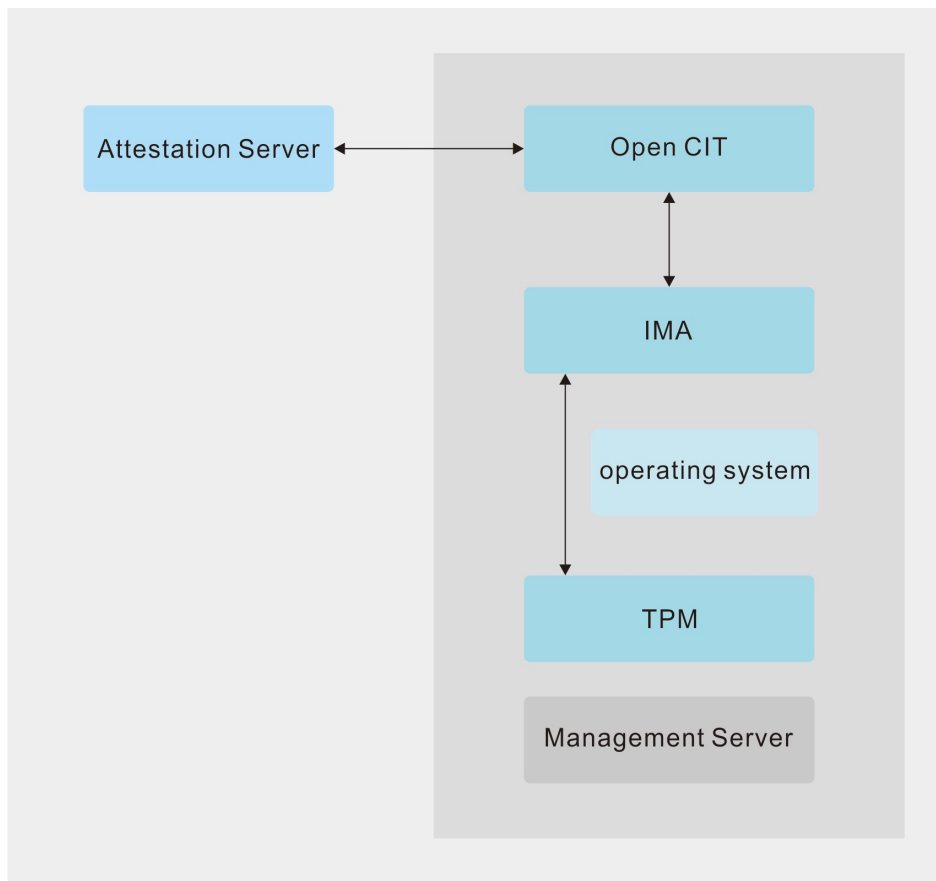 Attestation Server
Open CIT
IMA
operating system
TPM
Management Server